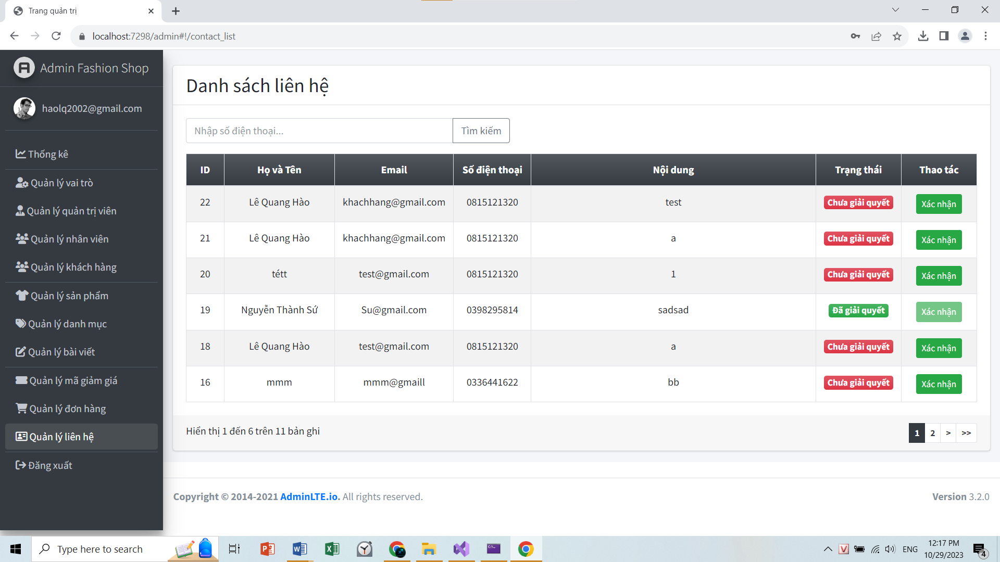 Trang quản trị
localhost:7298/admin#!/contact_list
Admin Fashion Shop
haolq2002@gmail.com
Thống kê
Quản lý vai trò
Quản lý quản trị viên
Quản lý nhân viên
Quản lý khách hàng
Quản lý sản phẩm
Quản lý danh mục
Quản lý bài viết
Quản lý mã giảm giá
Quản lý đơn hàng
Quản lý liên hệ
Đăng xuất
Danh sách liên hệ
Nhập số điện thoại... Tìm kiếm
ID Họ và Tên Email Số điện thoại Nội dung Trạng thái Thao tác
22 Lê Quang Hào khachhang@gmail.com 0815121320 test Chưa giải quyết Xác nhận
21 Lê Quang Hào khachhang@gmail.com 0815121320 a Chưa giải quyết Xác nhận
20 tétt test@gmail.com 0815121320 1 Chưa giải quyết Xác nhận
19 Nguyễn Thành Sứ Su@gmail.com 0398295814 sadsad Đã giải quyết Xác nhận
18 Lê Quang Hào test@gmail.com 0815121320 a Chưa giải quyết Xác nhận
16 mmm mmm@gmaill 0336441622 bb Chưa giải quyết Xác nhận
Hiển thị 1 đến 6 trên 11 bản ghi
1 2 > >>
Copyright © 2014-2021 AdminLTE.io. All rights reserved.
Version 3.2.0
Type here to search
ENG
12:17 PM
10/29/2023
4